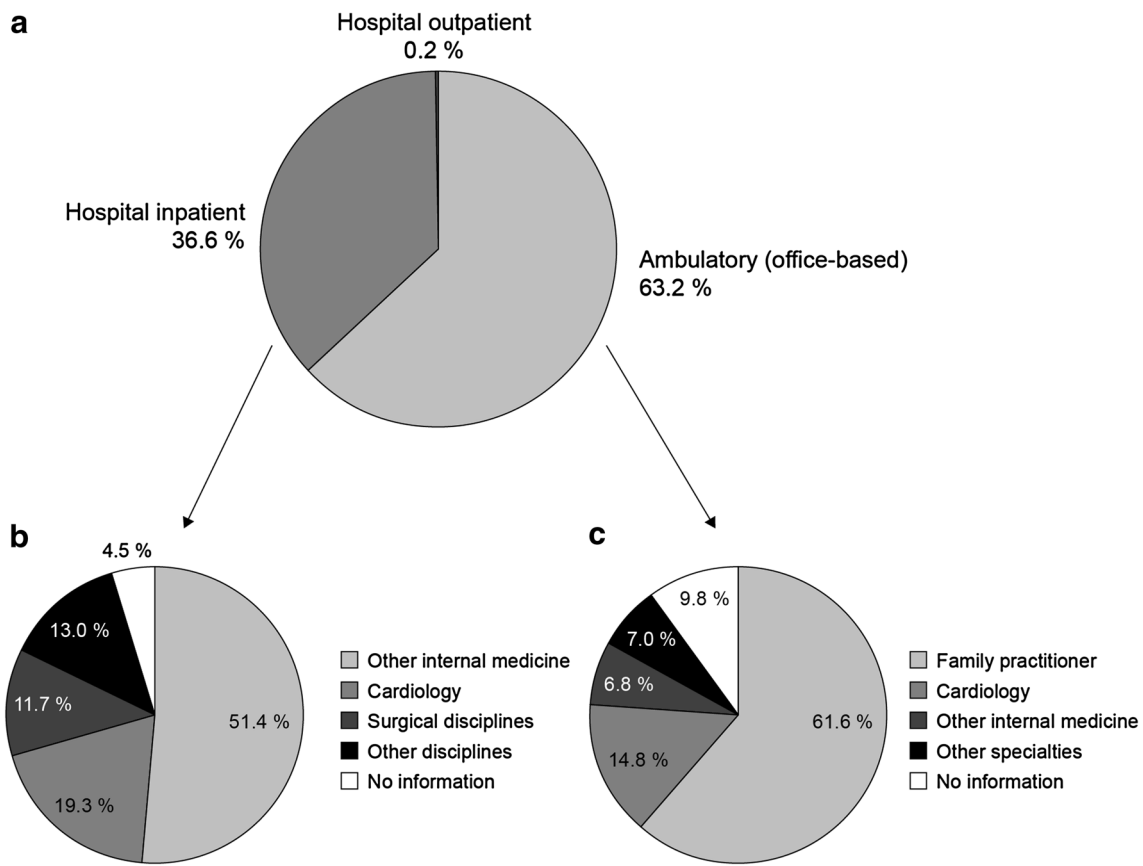 a
Hospital outpatient
0.2 %
Hospital inpatient
36.6 %
Ambulatory (office-based)
63.2 %
b
4.5 %
13.0 %
11.7 %
19.3 %
51.4 %
Other internal medicine
Cardiology
Surgical disciplines
Other disciplines
No information
c
9.8 %
7.0 %
6.8 %
14.8 %
61.6 %
Family practitioner
Cardiology
Other internal medicine
Other specialties
No information